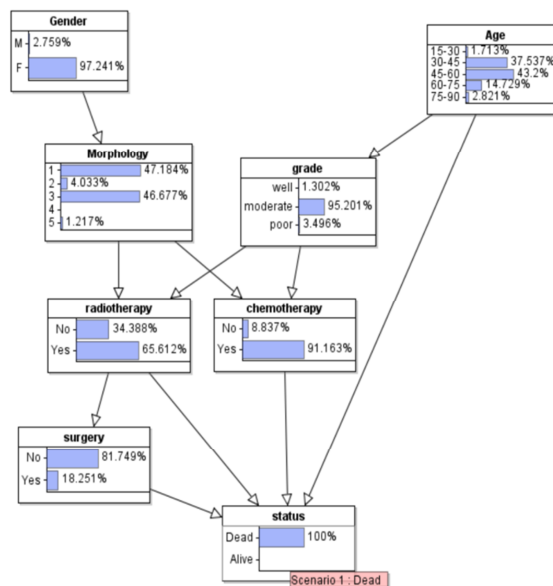 Gender
M 2.759%
F 97.241%
Age
15-30 1.713%
30-45 37.537%
45-60 43.2%
60-75 14.729%
75-90 2.821%
Morphology
1 47.184%
2 4.033%
3 46.677%
4
5 1.217%
grade
well 1.302%
moderate 95.201%
poor 3.496%
radiotherapy
No 34.388%
Yes 65.612%
chemotherapy
No 8.837%
Yes 91.163%
surgery
No 81.749%
Yes 18.251%
status
Dead 100%
Alive
Scenario 1 : Dead